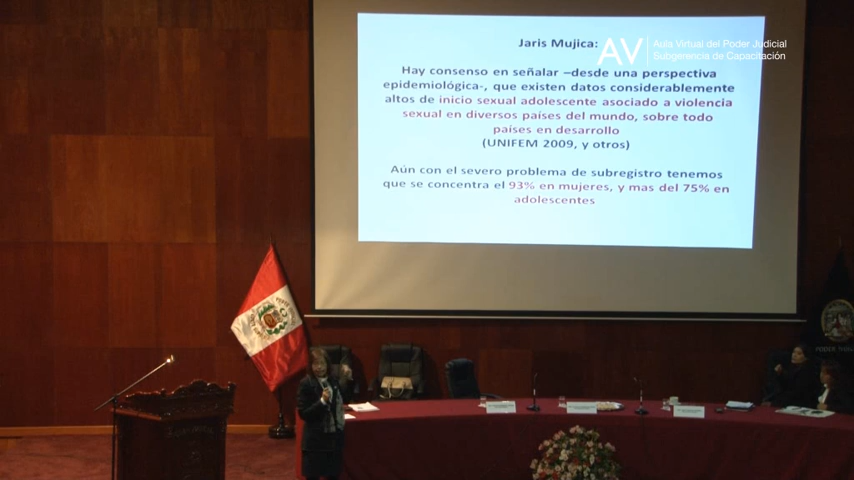 Jaris Mujica:
AV
Aula Virtual del Poder Judicial
Subgerencia de Capacitación
Hay consenso en señalar –desde una perspectiva
epidemiológica-, que existen datos considerablemente
altos de inicio sexual adolescente asociado a violencia
sexual en diversos países del mundo, sobre todo
países en desarrollo
(UNIFEM 2009, y otros)
Aún con el severo problema de subregistro tenemos
que se concentra el 93% en mujeres, y mas del 75% en
adolescentes